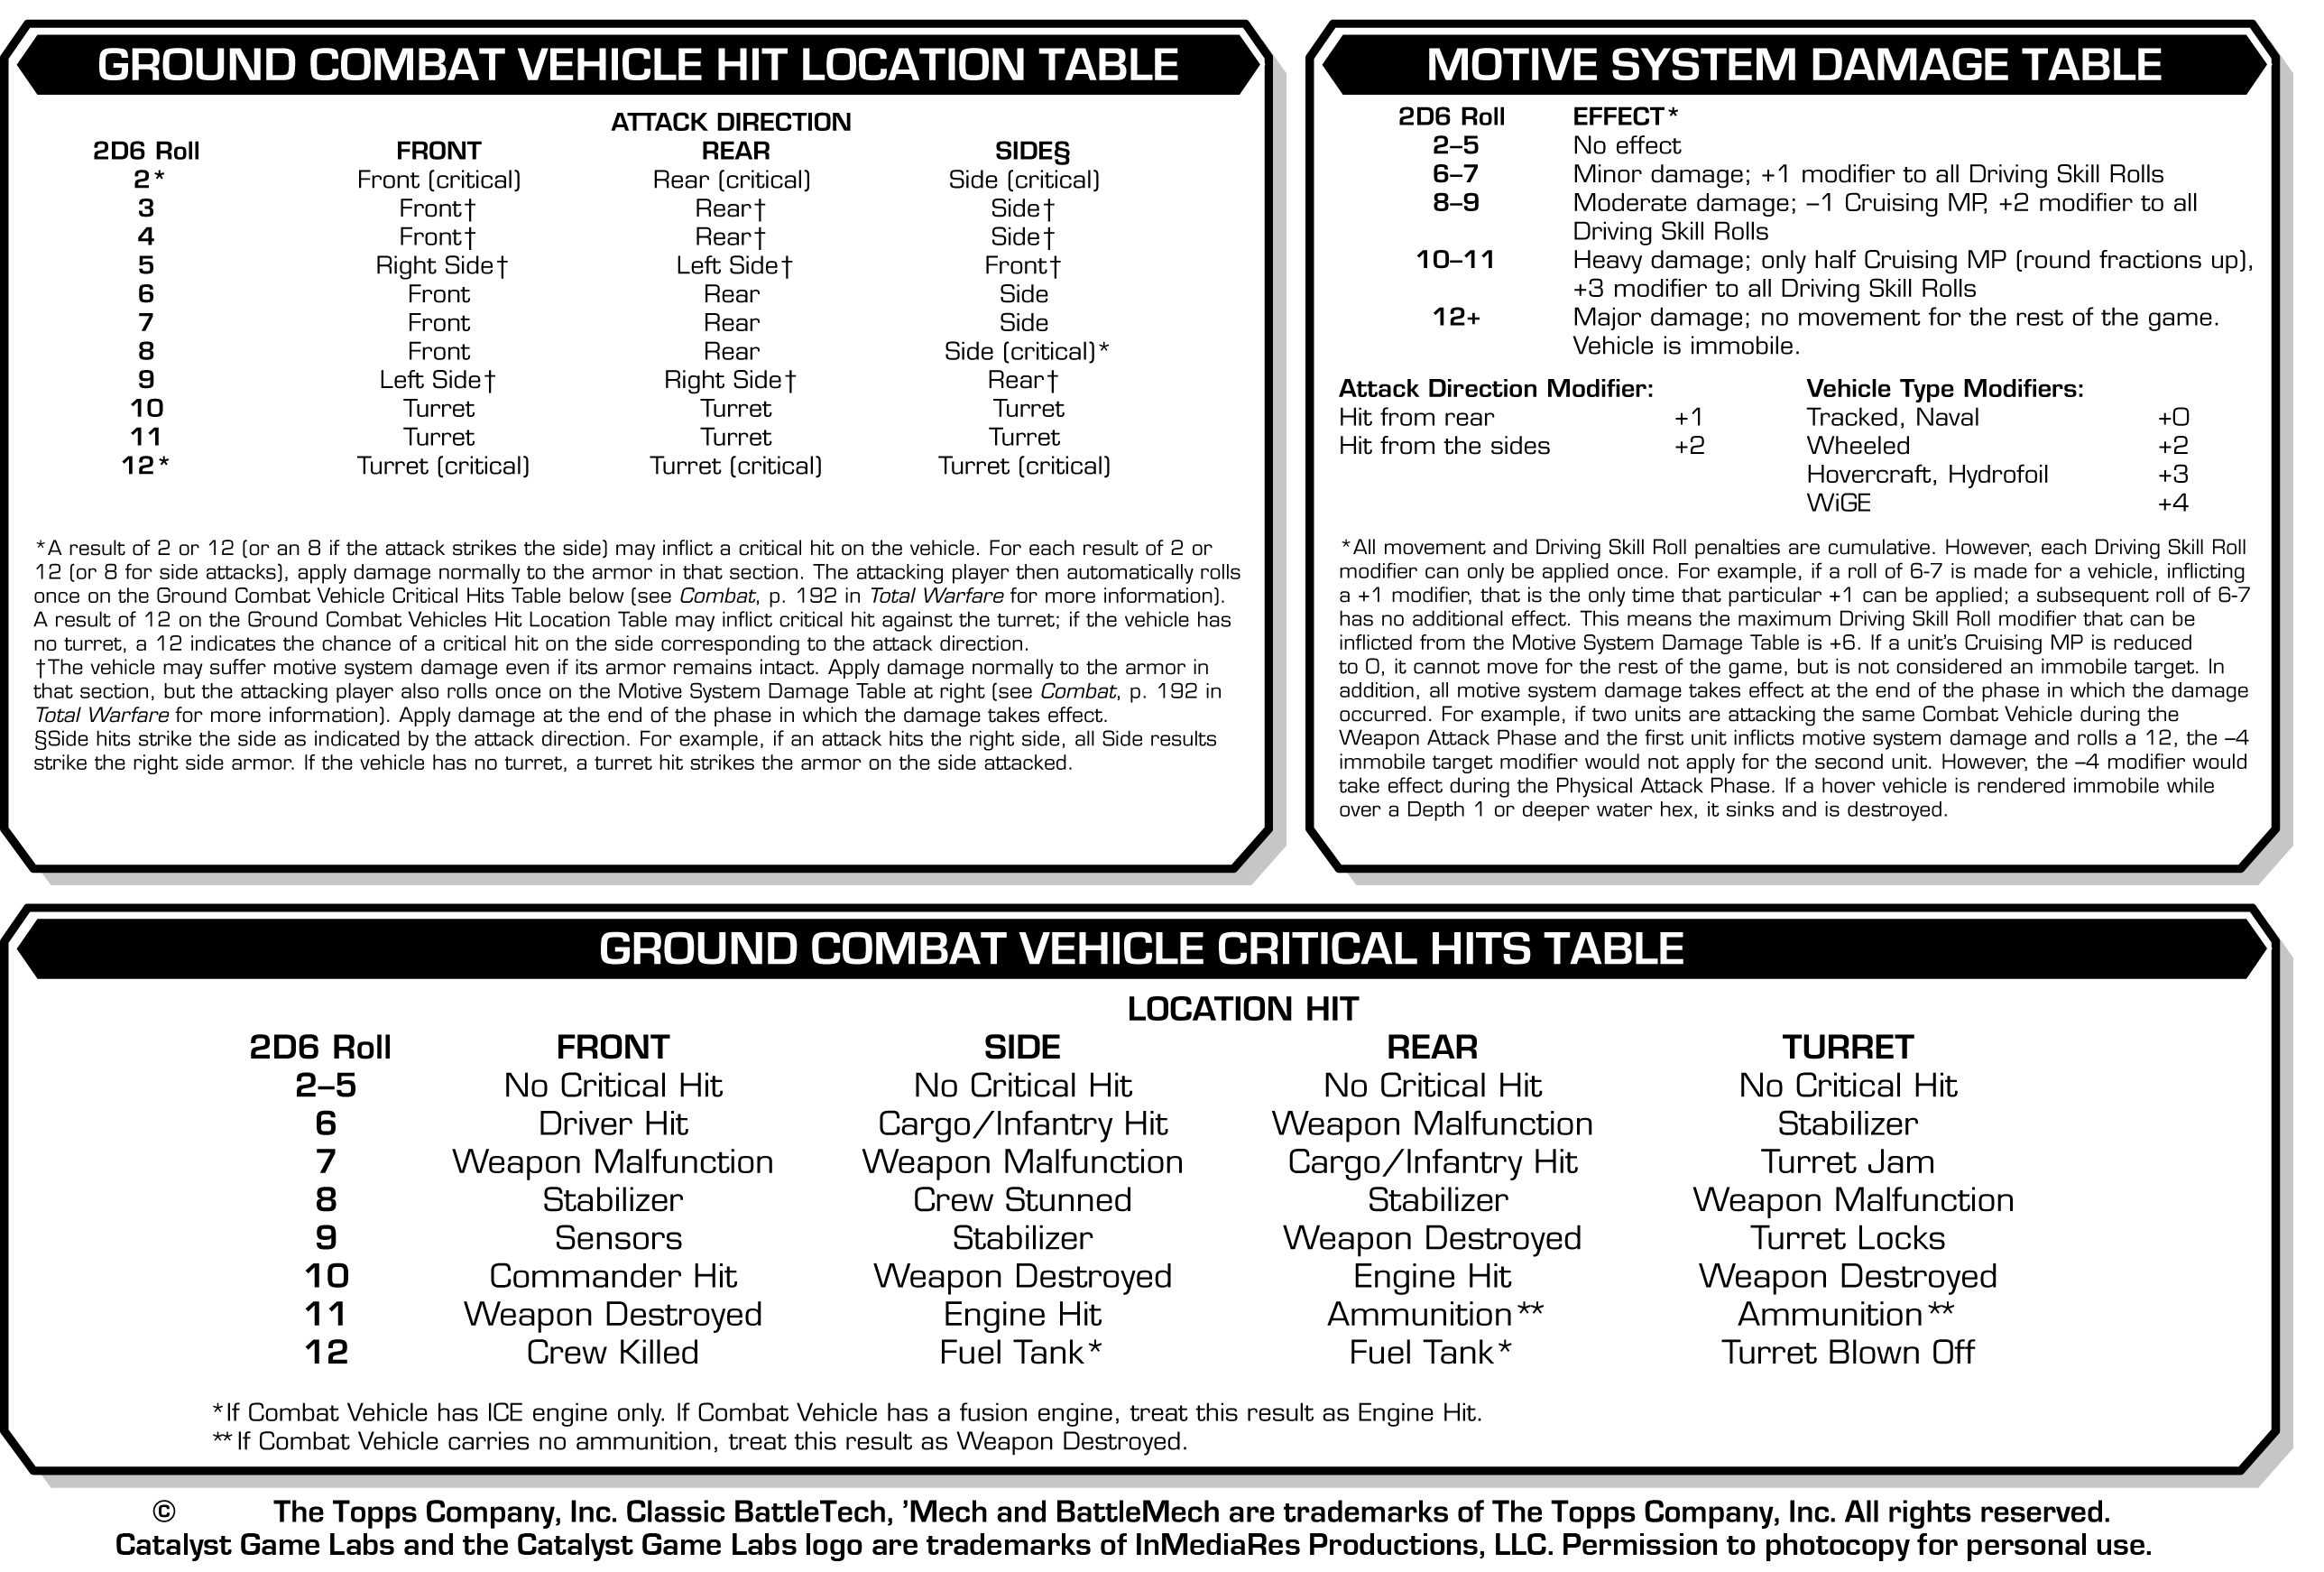 GROUND COMBAT VEHICLE HIT LOCATION TABLE
ATTACK DIRECTION
2D6 Roll FRONT REAR SIDE§
2* Front (critical) Rear (critical) Side (critical)
3 Front† Rear† Side†
4 Front† Rear† Side†
5 Right Side† Left Side† Front†
6 Front Rear Side
7 Front Rear Side
8 Front Rear Side (critical)*
9 Left Side† Right Side† Rear†
10 Turret Turret Turret
11 Turret Turret Turret
12* Turret (critical) Turret (critical) Turret (critical)
*A result of 2 or 12 (or an 8 if the attack strikes the side) may inflict a critical hit on the vehicle. For each result of 2 or
12 (or 8 for side attacks), apply damage normally to the armor in that section. The attacking player then automatically rolls
once on the Ground Combat Vehicle Critical Hits Table below (see Combat, p. 192 in Total Warfare for more information).
A result of 12 on the Ground Combat Vehicles Hit Location Table may inflict critical hit against the turret; if the vehicle has
no turret, a 12 indicates the chance of a critical hit on the side corresponding to the attack direction.
†The vehicle may suffer motive system damage even if its armor remains intact. Apply damage normally to the armor in
that section, but the attacking player also rolls once on the Motive System Damage Table at right (see Combat, p. 192 in
Total Warfare for more information). Apply damage at the end of the phase in which the damage takes effect.
§Side hits strike the side as indicated by the attack direction. For example, if an attack hits the right side, all Side results
strike the right side armor. If the vehicle has no turret, a turret hit strikes the armor on the side attacked.
MOTIVE SYSTEM DAMAGE TABLE
2D6 Roll EFFECT*
2–5 No effect
6–7 Minor damage; +1 modifier to all Driving Skill Rolls
8–9 Moderate damage; –1 Cruising MP, +2 modifier to all
Driving Skill Rolls
10–11 Heavy damage; only half Cruising MP (round fractions up),
+3 modifier to all Driving Skill Rolls
12+ Major damage; no movement for the rest of the game.
Vehicle is immobile.
Attack Direction Modifier: Vehicle Type Modifiers:
Hit from rear +1 Tracked, Naval +0
Hit from the sides +2 Wheeled +2
Hovercraft, Hydrofoil +3
WiGE +4
*All movement and Driving Skill Roll penalties are cumulative. However, each Driving Skill Roll
modifier can only be applied once. For example, if a roll of 6-7 is made for a vehicle, inflicting
a +1 modifier, that is the only time that particular +1 can be applied; a subsequent roll of 6-7
has no additional effect. This means the maximum Driving Skill Roll modifier that can be
inflicted from the Motive System Damage Table is +6. If a unit's Cruising MP is reduced
to 0, it cannot move for the rest of the game, but is not considered an immobile target. In
addition, all motive system damage takes effect at the end of the phase in which the damage
occurred. For example, if two units are attacking the same Combat Vehicle during the
Weapon Attack Phase and the first unit inflicts motive system damage and rolls a 12, the –4
immobile target modifier would not apply for the second unit. However, the –4 modifier would
take effect during the Physical Attack Phase. If a hover vehicle is rendered immobile while
over a Depth 1 or deeper water hex, it sinks and is destroyed.
GROUND COMBAT VEHICLE CRITICAL HITS TABLE
LOCATION HIT
2D6 Roll FRONT SIDE REAR TURRET
2–5 No Critical Hit No Critical Hit No Critical Hit No Critical Hit
6 Driver Hit Cargo/Infantry Hit Weapon Malfunction Stabilizer
7 Weapon Malfunction Weapon Malfunction Cargo/Infantry Hit Turret Jam
8 Stabilizer Crew Stunned Stabilizer Weapon Malfunction
9 Sensors Stabilizer Weapon Destroyed Turret Locks
10 Commander Hit Weapon Destroyed Engine Hit Weapon Destroyed
11 Weapon Destroyed Engine Hit Ammunition** Ammunition**
12 Crew Killed Fuel Tank* Fuel Tank* Turret Blown Off
*If Combat Vehicle has ICE engine only. If Combat Vehicle has a fusion engine, treat this result as Engine Hit.
**If Combat Vehicle carries no ammunition, treat this result as Weapon Destroyed.
© The Topps Company, Inc. Classic BattleTech, ’Mech and BattleMech are trademarks of The Topps Company, Inc. All rights reserved.
Catalyst Game Labs and the Catalyst Game Labs logo are trademarks of InMediaRes Productions, LLC. Permission to photocopy for personal use.